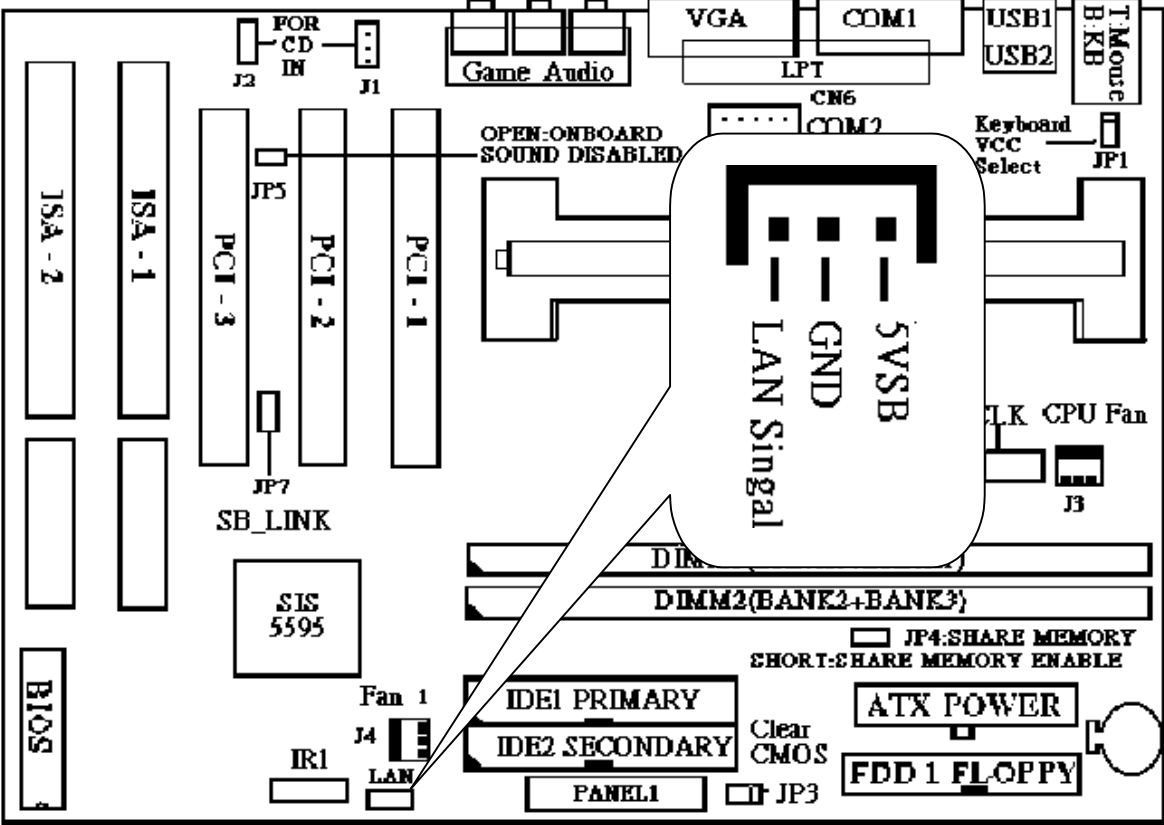 FOR
CD
IN
J2
J1
Game Audio
VGA
COM1
LPT
USB1
USB2
T:Mouse
B:KB
CN6
COM2
OPEN:ONBOARD
SOUND DISABLED
JP5
Keyboard
VCC
Select
JP1
ISA - 2
ISA - 1
PCI - 3
PCI - 2
PCI - 1
LAN Singal
GND
5VSB
CLK
CPU Fan
J3
JP7
SB_LINK
SIS
5595
DIMM2(BANK2+BANK3)
JP4:SHARE MEMORY
SHORT:SHARE MEMORY ENABLE
BIOS
Fan 1
J4
IR1
LAN
IDE1 PRIMARY
IDE2 SECONDARY
PANEL1
Clear
CMOS
JP3
ATX POWER
FDD 1 FLOPPY